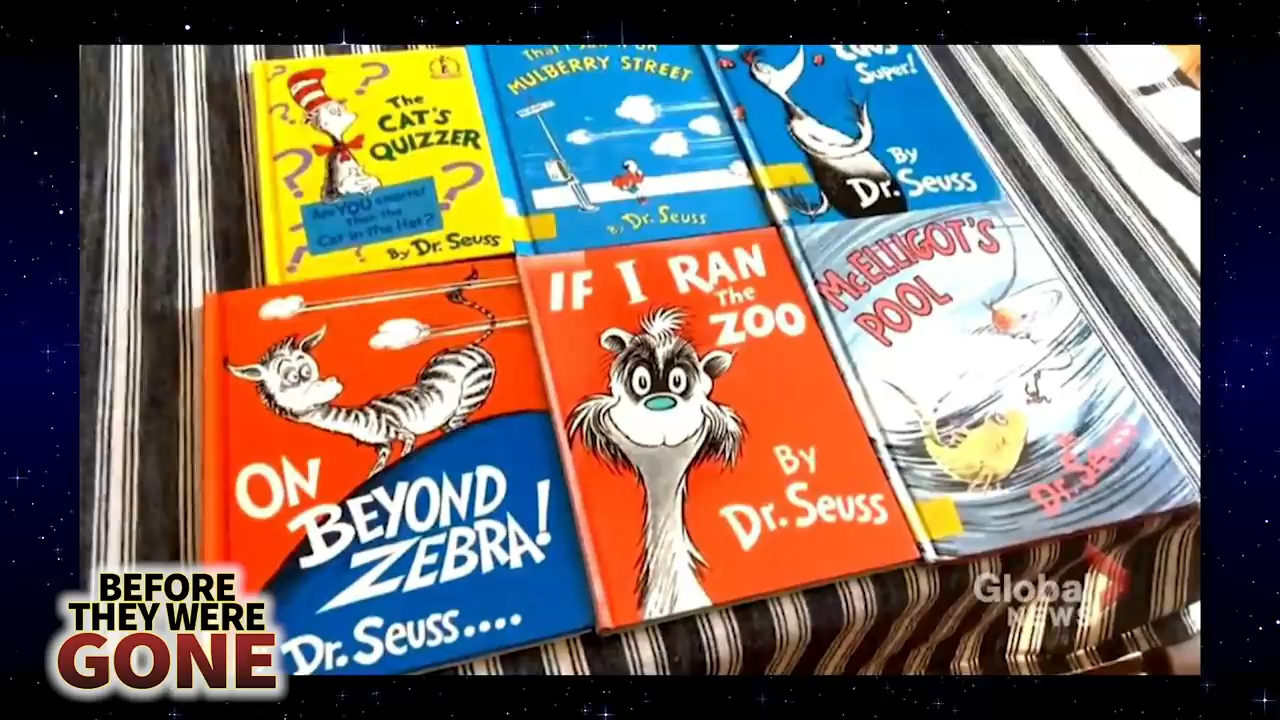 The
CAT'S
QUIZZER
Are YOU smarter
than the
Cat in the Hat?
By Dr. Seuss
MULBERRY STREET
By Dr. Seuss
Super!
By
Dr. Seuss
ON
BEYOND
ZEBRA!
Dr. Seuss....
IF I RAN
The
ZOO
By
Dr. Seuss
McELLIGOT'S
POOL
Dr. Seuss
Global
NEWS
BEFORE
THEY WERE
GONE